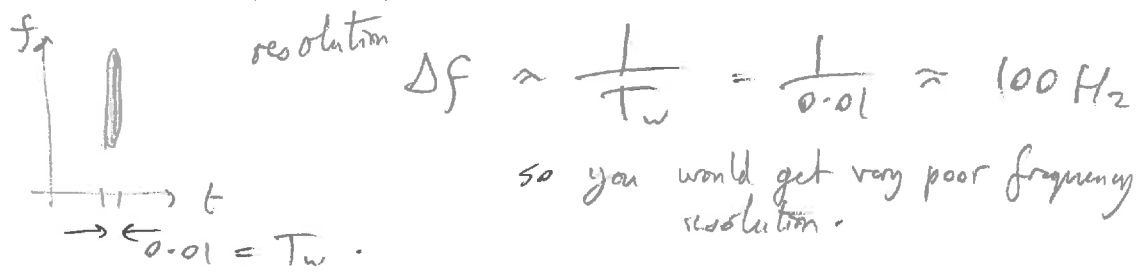 f
resolution
Δf ≈ 1/T_w = 1/0.01 ≈ 100 Hz
so you would get very poor frequency
resolution.
t
0.01 = T_w .